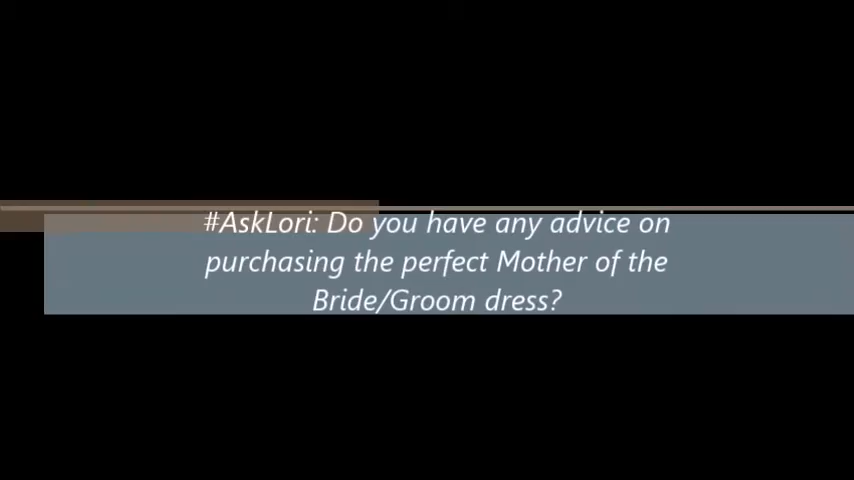 #AskLori: Do you have any advice on
purchasing the perfect Mother of the
Bride/Groom dress?